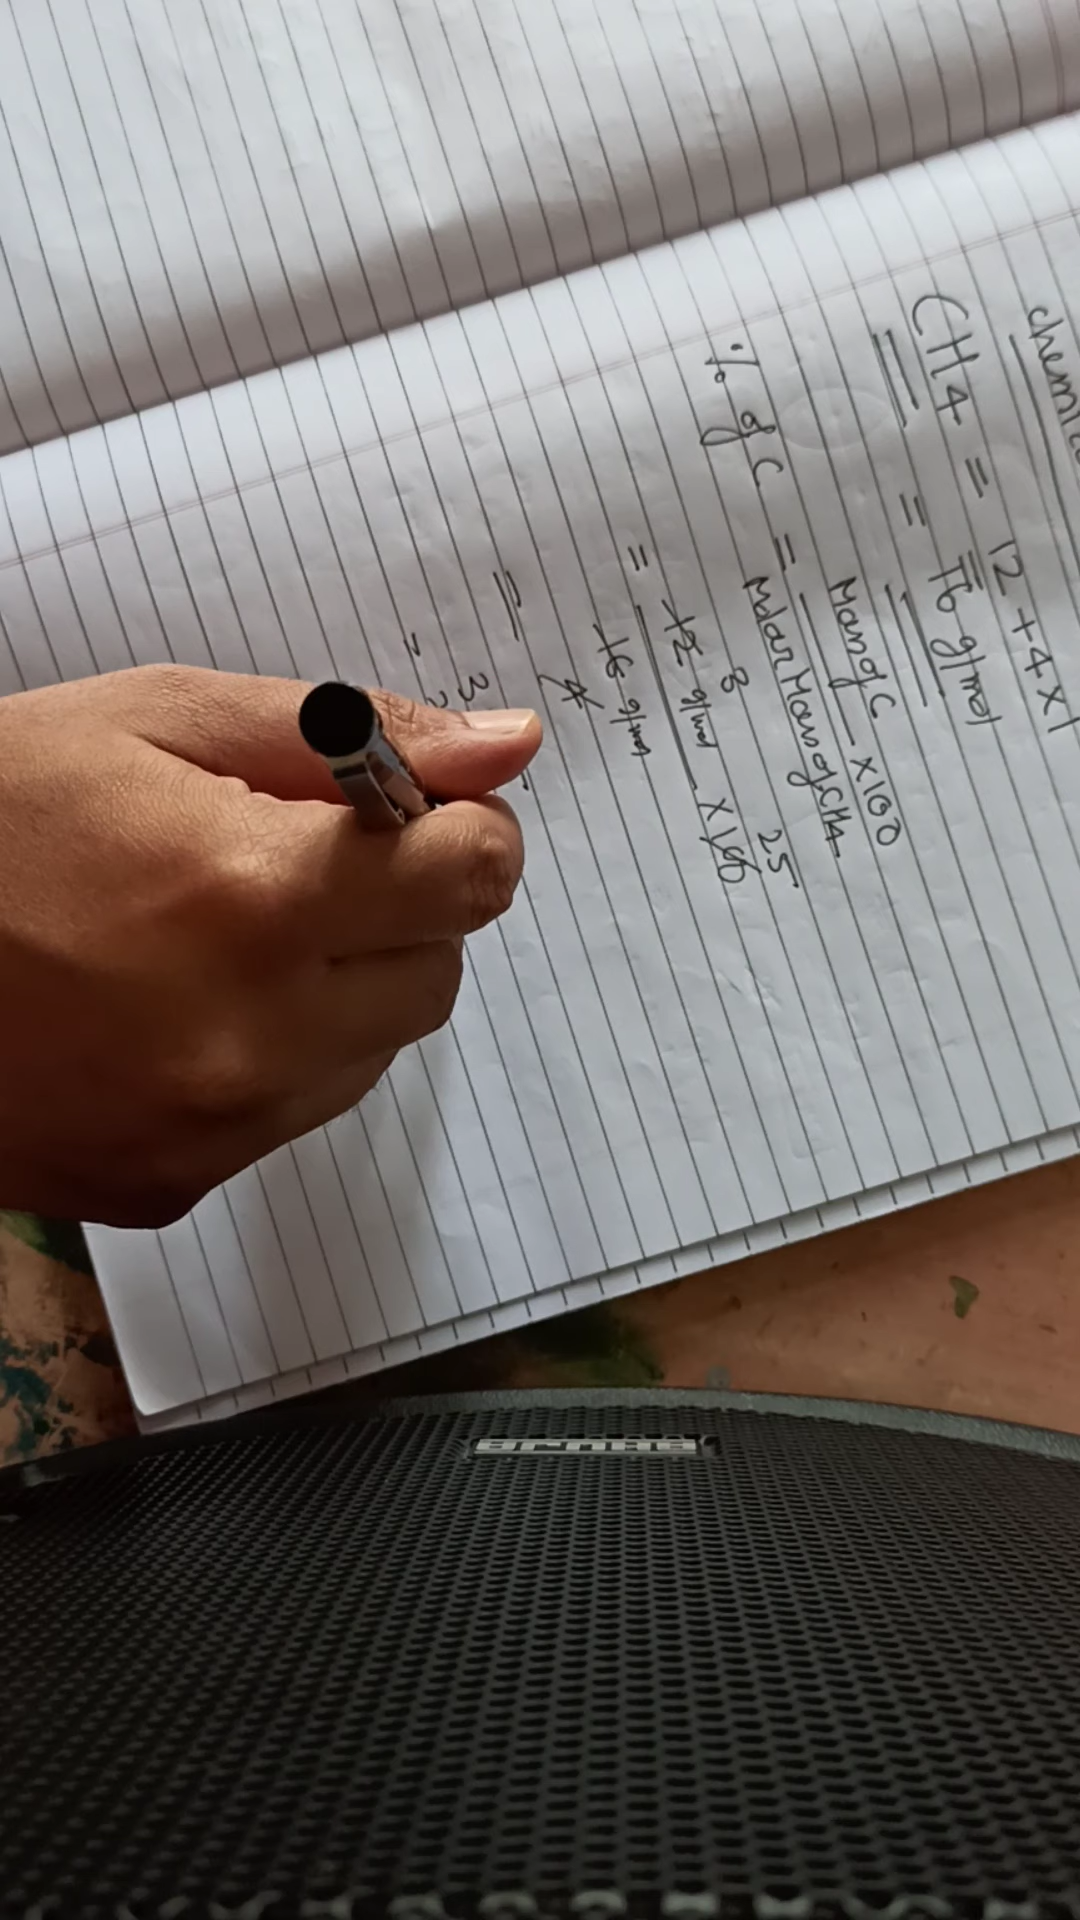 CH4 = 12 + 4 x 1
= 16 g/mol
% of C = Mass of C x 100
Molar Mass of CH4
3 25
= 12 g/mol x 100
16 g/mol
4
= 3
=